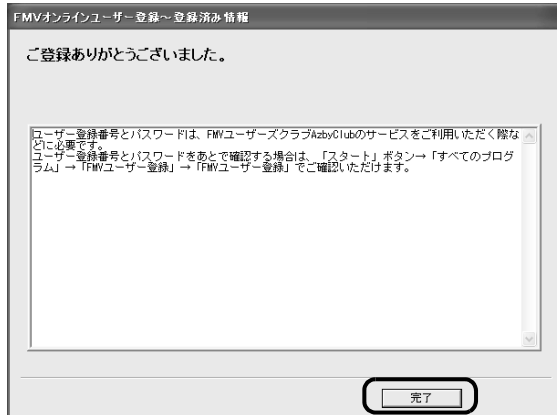 FMVオンラインユーザー登録～登録済み情報
ご登録ありがとうございました。
ユーザー登録番号とパスワードは、FMVユーザーズクラブAzbyClubのサービスをご利用いただく際な
どに必要です。
ユーザー登録番号とパスワードをあとで確認する場合は、「スタート」ボタン→「すべてのプログ
ラム」→「FMVユーザー登録」→「FMVユーザー登録」でご確認いただけます。
完了